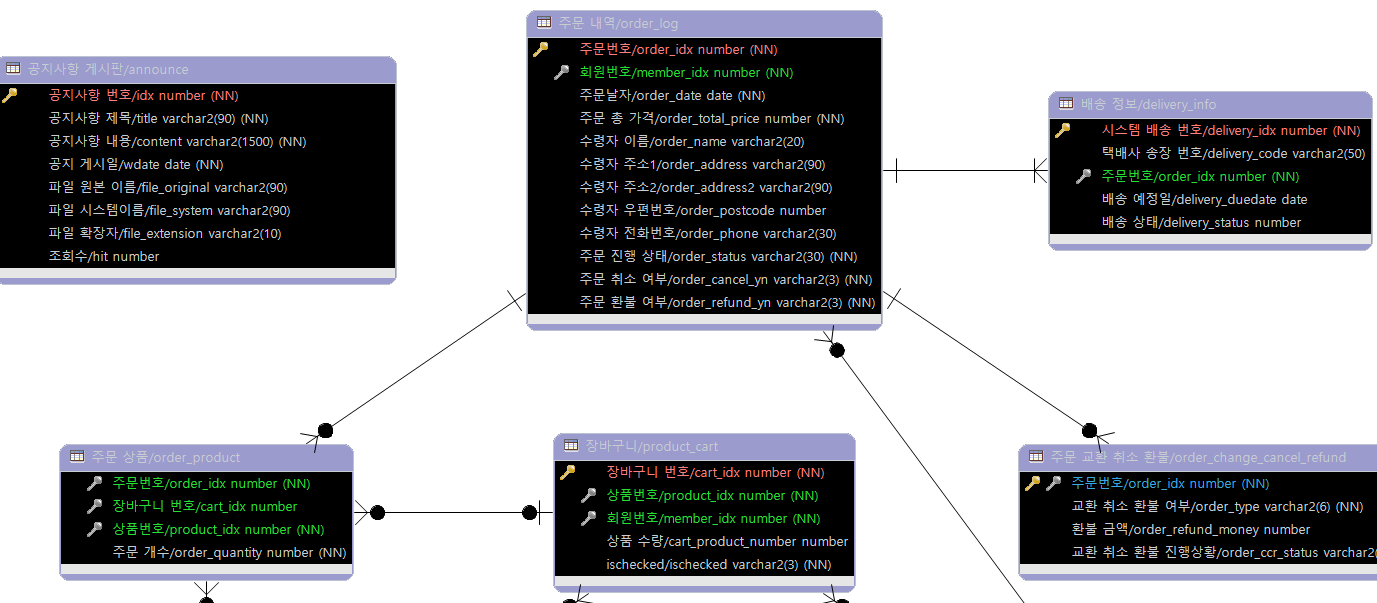 주문 내역/order_log
주문번호/order_idx number (NN)
회원번호/member_idx number (NN)
주문날자/order_date date (NN)
주문 총 가격/order_total_price number (NN)
수령자 이름/order_name varchar2(20)
수령자 주소1/order_address varchar2(90)
수령자 주소2/order_address2 varchar2(90)
수령자 우편번호/order_postcode number
수령자 전화번호/order_phone varchar2(30)
주문 진행 상태/order_status varchar2(30) (NN)
주문 취소 여부/order_cancel_yn varchar2(3) (NN)
주문 환불 여부/order_refund_yn varchar2(3) (NN)
공지사항 게시판/announce
공지사항 번호/idx number (NN)
공지사항 제목/title varchar2(90) (NN)
공지사항 내용/content varchar2(1500) (NN)
공지 게시일/wdate date (NN)
파일 원본 이름/file_original varchar2(90)
파일 시스템이름/file_system varchar2(90)
파일 확장자/file_extension varchar2(10)
조회수/hit number
배송 정보/delivery_info
시스템 배송 번호/delivery_idx number (NN)
택배사 송장 번호/delivery_code varchar2(50)
주문번호/order_idx number (NN)
배송 예정일/delivery_duedate date
배송 상태/delivery_status number
주문 상품/order_product
주문번호/order_idx number (NN)
장바구니 번호/cart_idx number
상품번호/product_idx number (NN)
주문 개수/order_quantity number (NN)
장바구니/product_cart
장바구니 번호/cart_idx number (NN)
상품번호/product_idx number (NN)
회원번호/member_idx number (NN)
상품 수량/cart_product_number number
ischecked/ischecked varchar2(3) (NN)
주문 교환 취소 환불/order_change_cancel_refund
주문번호/order_idx number (NN)
교환 취소 환불 여부/order_type varchar2(6) (NN)
환불 금액/order_refund_money number
교환 취소 환불 진행상황/order_ccr_status varchar2(